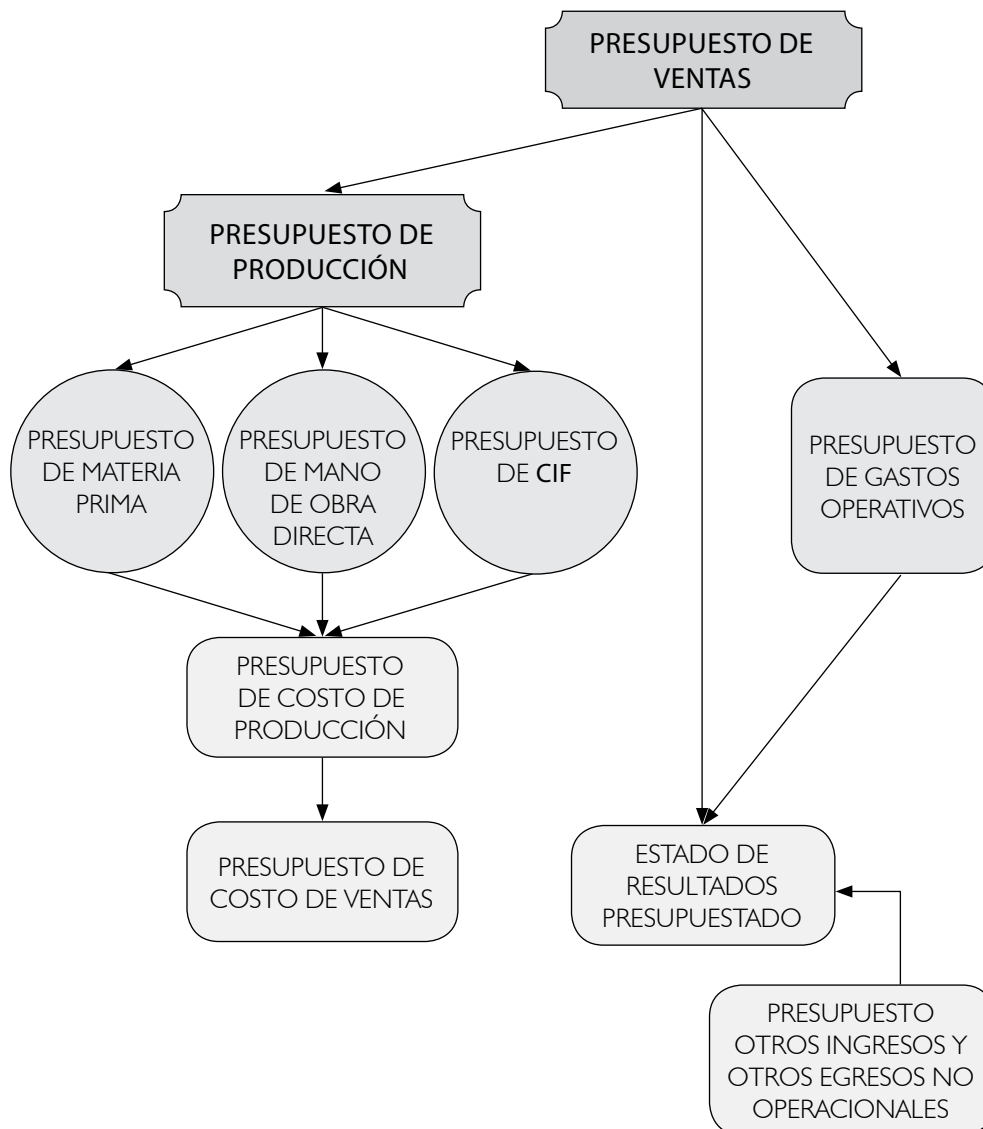 PRESUPUESTO DE
VENTAS
PRESUPUESTO DE
PRODUCCIÓN
PRESUPUESTO
DE MATERIA
PRIMA
PRESUPUESTO
DE MANO
DE OBRA
DIRECTA
PRESUPUESTO
DE CIF
PRESUPUESTO
DE GASTOS
OPERATIVOS
PRESUPUESTO
DE COSTO DE
PRODUCCIÓN
PRESUPUESTO DE
COSTO DE VENTAS
ESTADO DE
RESULTADOS
PRESUPUESTADO
PRESUPUESTO
OTROS INGRESOS Y
OTROS EGRESOS NO
OPERACIONALES